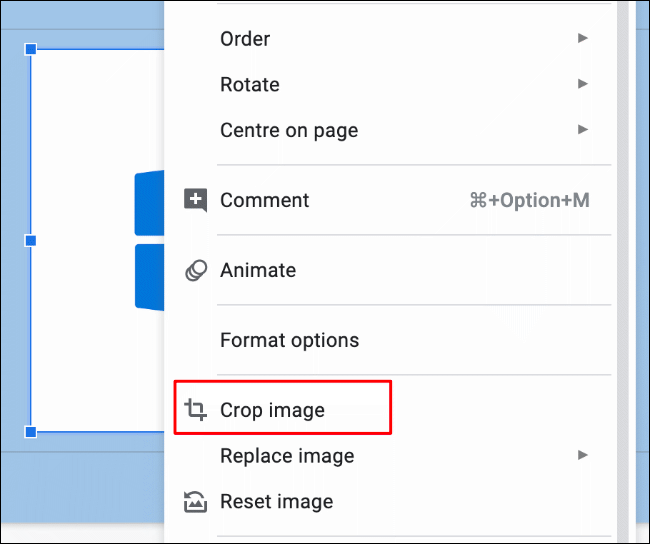 Order
Rotate
Centre on page
Comment ⌘+Option+M
Animate
Format options
Crop image
Replace image
Reset image